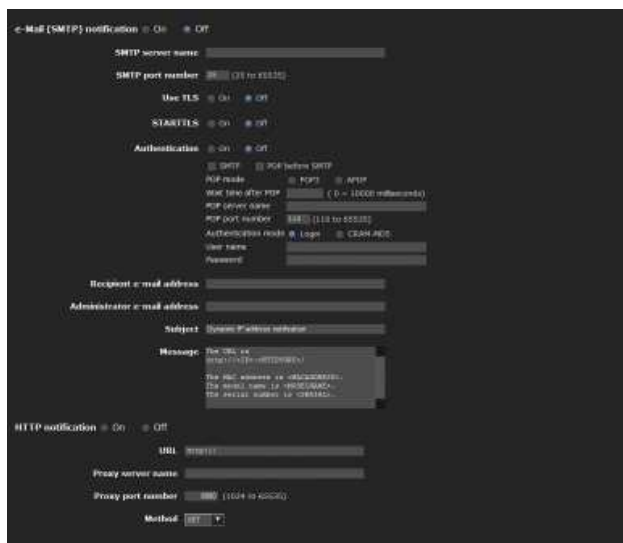 e-Mail (SMTP) notification On Off
SMTP server name
SMTP port number 25 (25 to 65535)
Use TLS On Off
STARTTLS On Off
Authentication On Off
SMTP POP before SMTP
POP mode POP3 APOP
Wait time after POP ( 0 ~ 10000 milliseconds)
POP server name
POP port number 110 (110 to 65535)
Authentication mode Login CRAM-MD5
User name
Password
Recipient e-mail address
Administrator e-mail address
Subject Dynamic IP address notification
Message The URL is
http://<IP>:<HTTPPORT>/
The MAC address is <MACADDRESS>.
The model name is <MODELNAME>.
The serial number is <SERIAL>.
HTTP notification On Off
URL http://
Proxy server name
Proxy port number (1024 to 65535)
Method GET